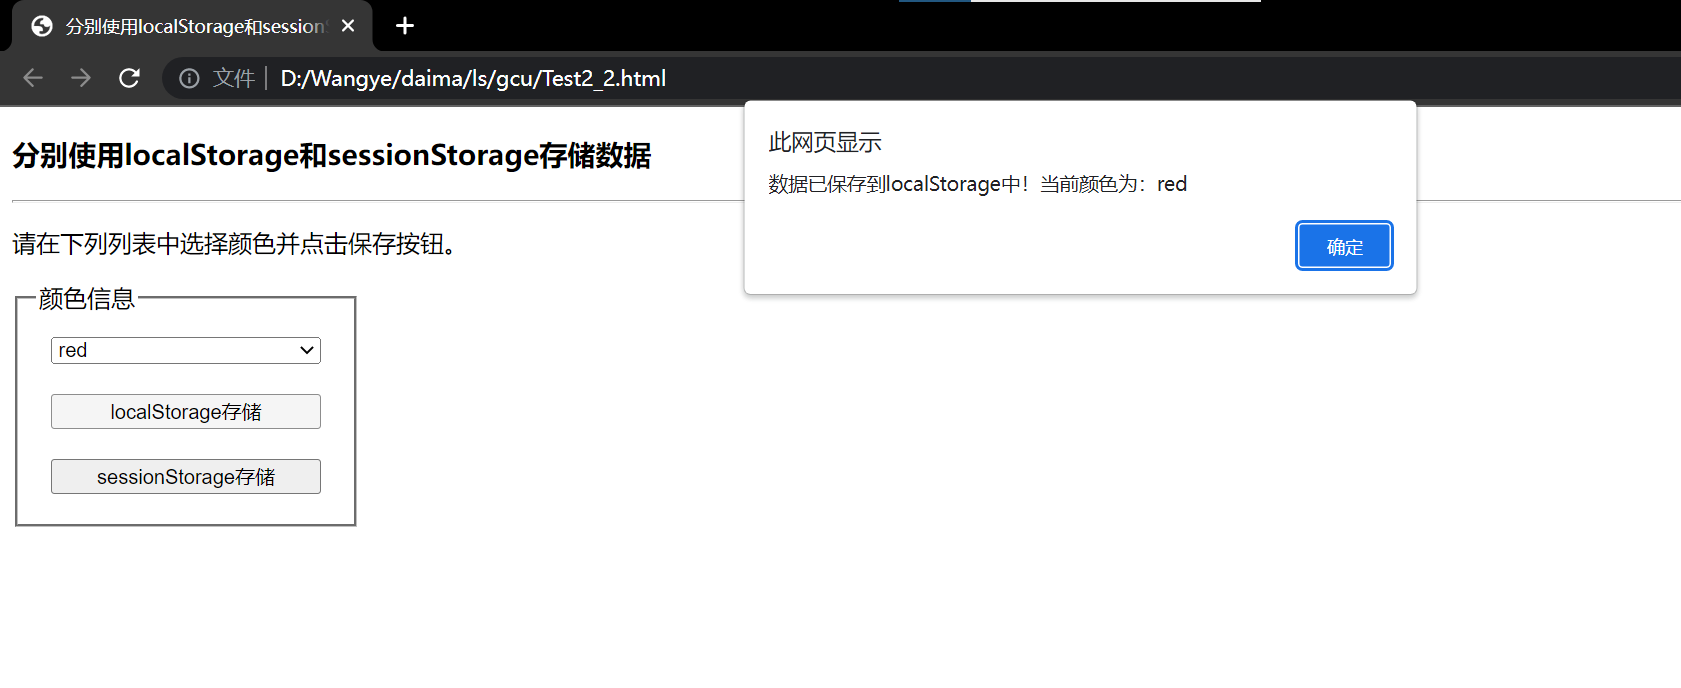 分别使用localStorage和session
文件 D:/Wangye/daima/ls/gcu/Test2_2.html
此网页显示
数据已保存到localStorage中！当前颜色为：red
确定
分别使用localStorage和sessionStorage存储数据
请在下列列表中选择颜色并点击保存按钮。
颜色信息
red
localStorage存储
sessionStorage存储